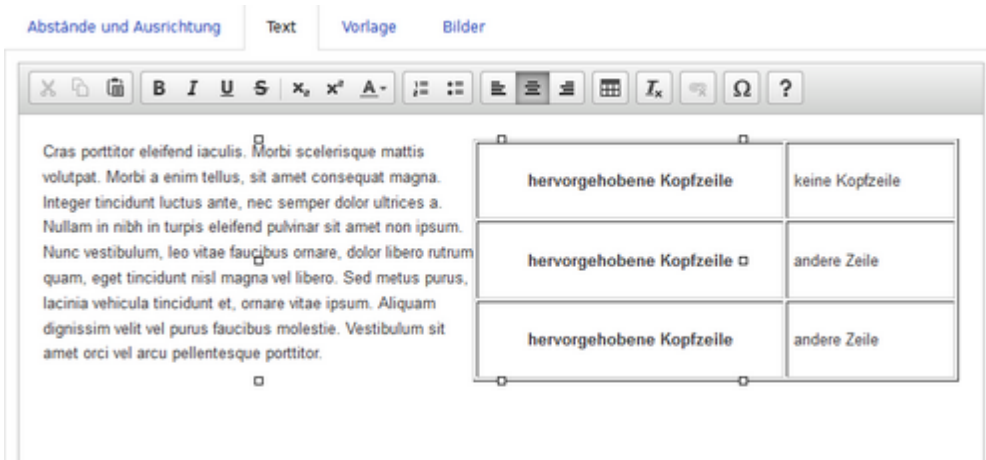 Abstände und Ausrichtung Text Vorlage Bilder
B I U S x₂ x² A Ix Ω ?
Cras porttitor eleifend iaculis. Morbi scelerisque mattis
volutpat. Morbi a enim tellus, sit amet consequat magna.
Integer tincidunt luctus ante, nec semper dolor ultrices a.
Nullam in nibh in turpis eleifend pulvinar sit amet non ipsum.
Nunc vestibulum, leo vitae faucibus ornare, dolor libero rutrum
quam, eget tincidunt nisl magna vel libero. Sed metus purus,
lacinia vehicula tincidunt et, ornare vitae ipsum. Aliquam
dignissim velit vel purus faucibus molestie. Vestibulum sit
amet orci vel arcu pellentesque porttitor.
hervorgehobene Kopfzeile keine Kopfzeile
hervorgehobene Kopfzeile andere Zeile
hervorgehobene Kopfzeile andere Zeile